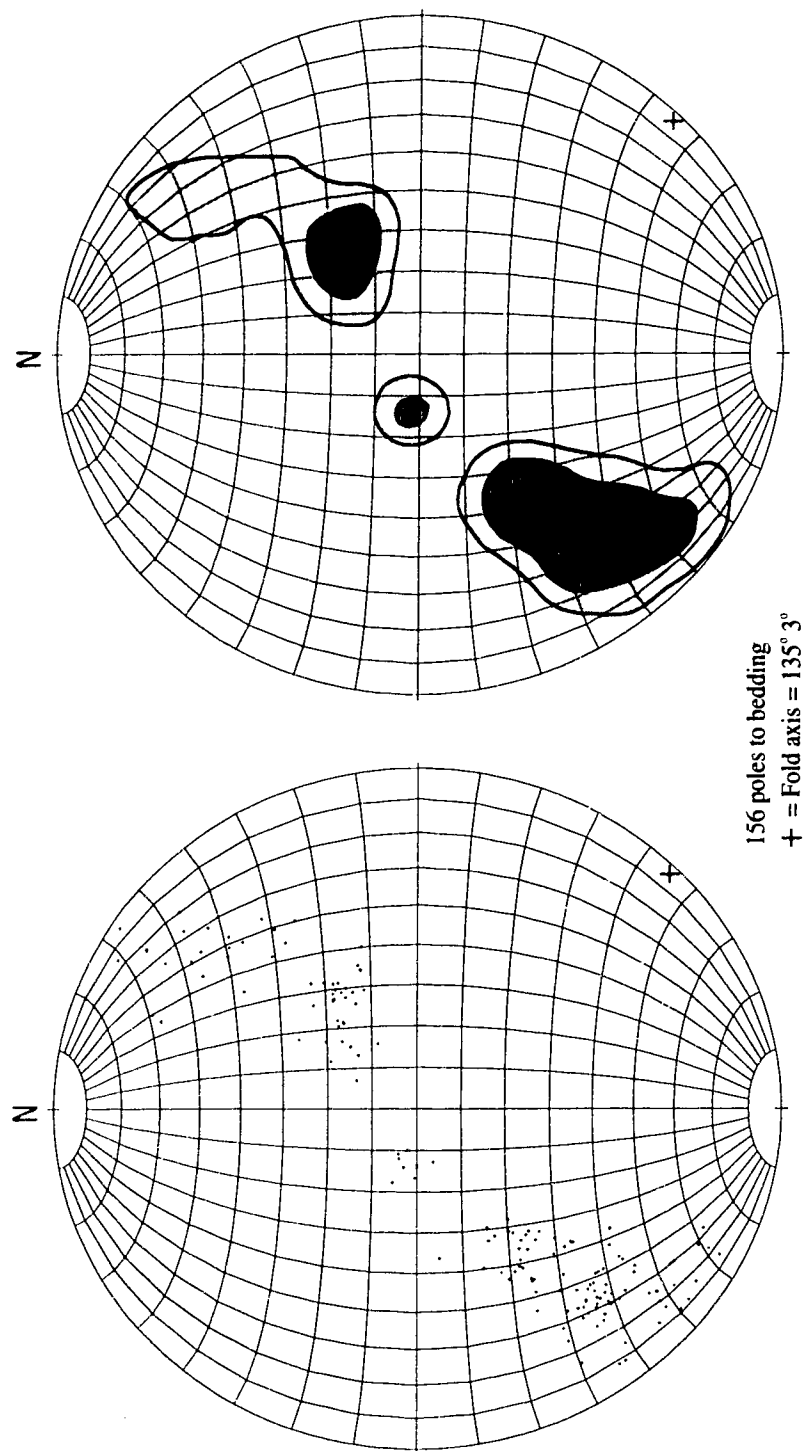 N
N
156 poles to bedding
+ = Fold axis = 135° 3°